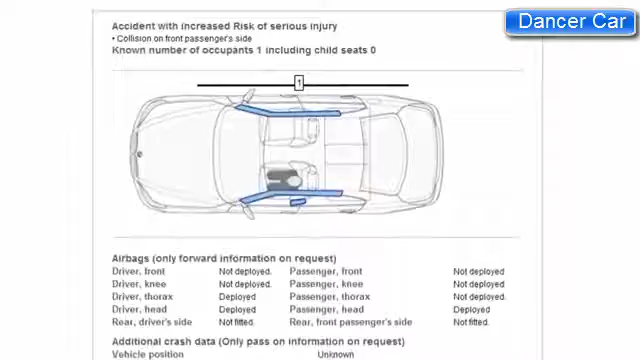 Dancer Car
Accident with increased Risk of serious injury
• Collision on front passenger's side
Known number of occupants 1 including child seats 0
1
Airbags (only forward information on request)
Driver, front Not deployed. Passenger, front Not deployed
Driver, knee Not deployed. Passenger, knee Not deployed
Driver, thorax Deployed Passenger, thorax Not deployed.
Driver, head Deployed Passenger, head Deployed
Rear, driver's side Not fitted. Rear, front passenger's side Not fitted.
Additional crash data (Only pass on information on request)
Vehicle position Unknown